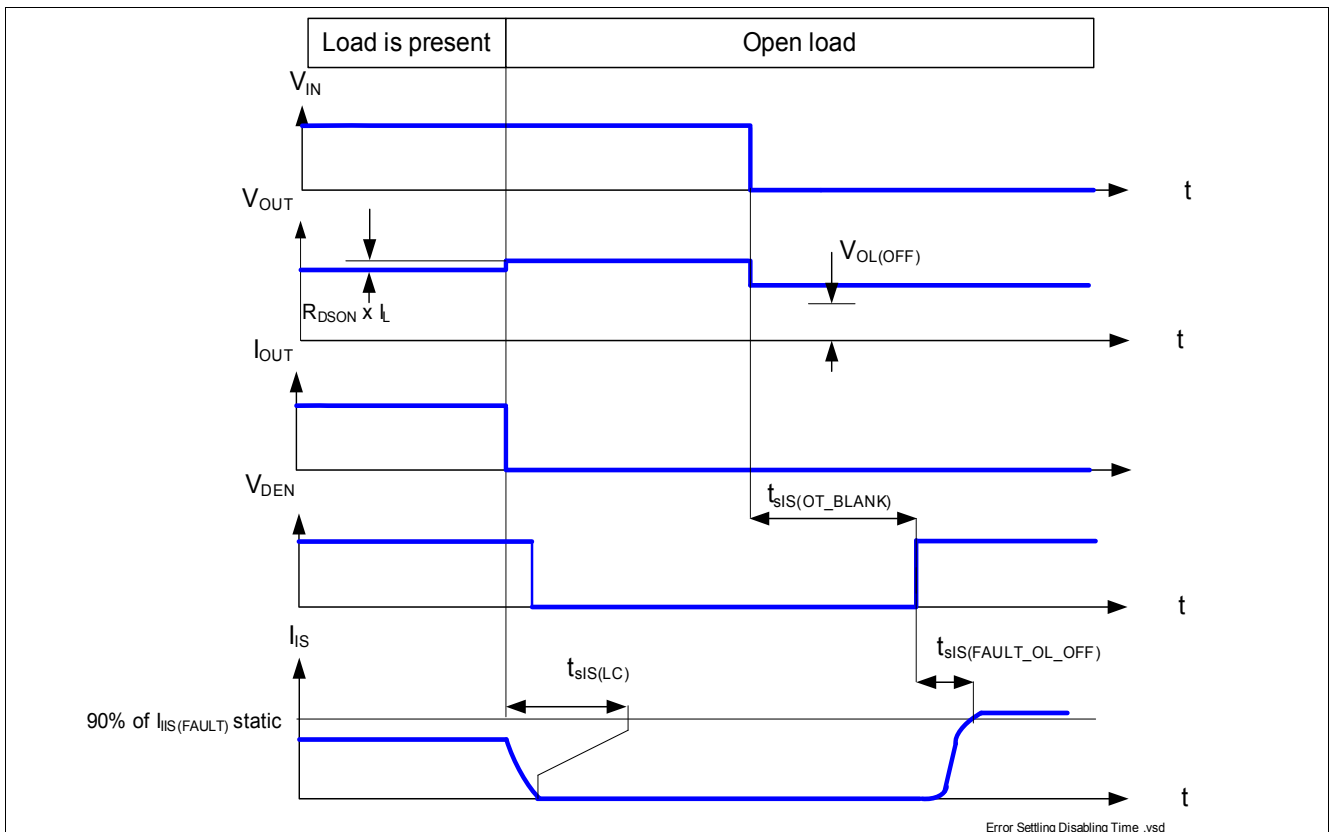 Load is present
Open load
VIN
t
VOUT
VOL(OFF)
RDSON x IL
t
IOUT
VDEN
tsIS(OT_BLANK)
t
IIS
tsIS(LC)
tsIS(FAULT_OL_OFF)
90% of IIIS(FAULT) static
t
Error Settling Disabling Time .vsd